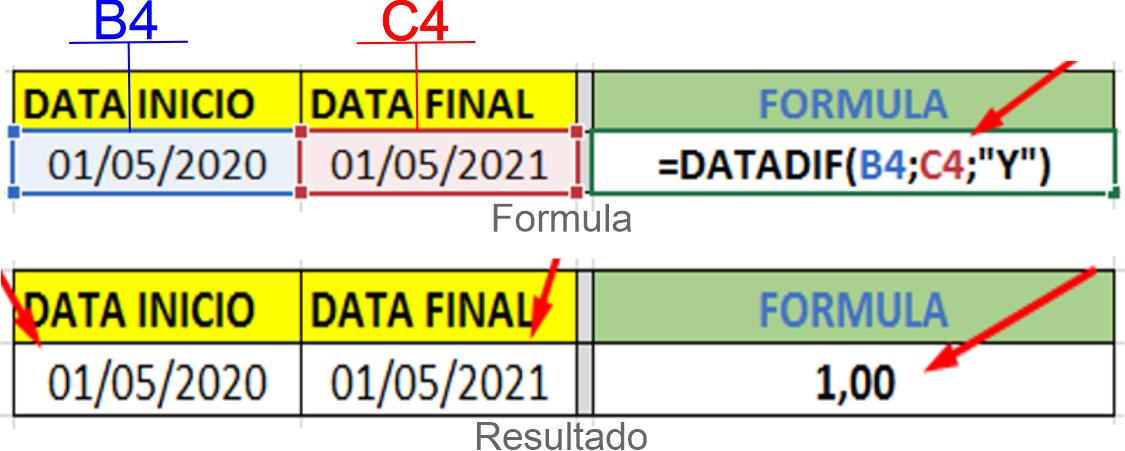 B4 C4
DATA INICIO DATA FINAL FORMULA
01/05/2020 01/05/2021 =DATADIF(B4;C4;"Y")
Formula
DATA INICIO DATA FINAL FORMULA
01/05/2020 01/05/2021 1,00
Resultado